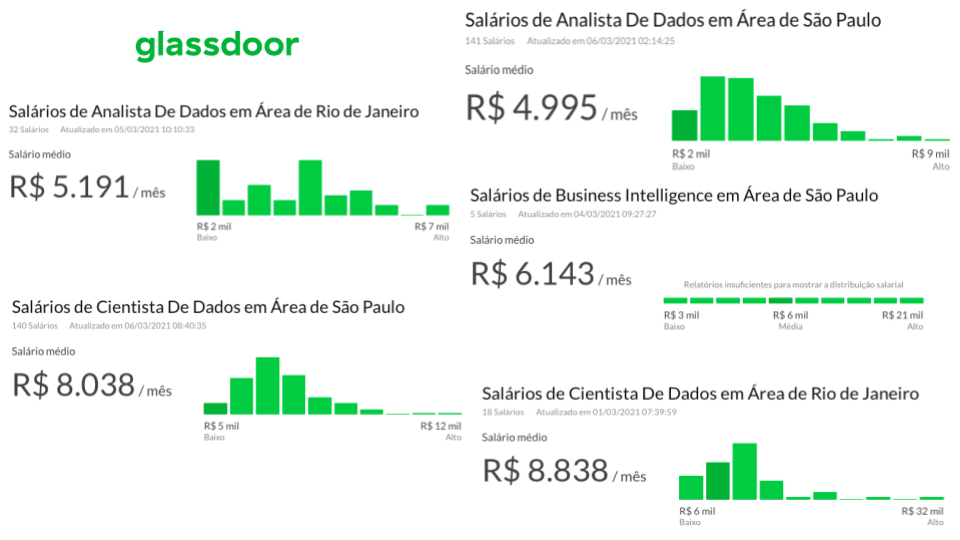 glassdoor
Salários de Analista De Dados em Área de Rio de Janeiro
32 Salários Atualizado em 05/03/2021 10:10:33
Salário médio
R$ 5.191 / mês
R$ 2 mil R$ 7 mil
Baixo Alto
Salários de Cientista De Dados em Área de São Paulo
140 Salários Atualizado em 06/03/2021 08:40:35
Salário médio
R$ 8.038 / mês
R$ 5 mil R$ 12 mil
Baixo Alto
Salários de Analista De Dados em Área de São Paulo
141 Salários Atualizado em 06/03/2021 02:14:25
Salário médio
R$ 4.995 / mês
R$ 2 mil R$ 9 mil
Baixo Alto
Salários de Business Intelligence em Área de São Paulo
5 Salários Atualizado em 04/03/2021 09:27:27
Salário médio
R$ 6.143 / mês
Relatórios insuficientes para mostrar a distribuição salarial
R$ 3 mil R$ 6 mil R$ 21 mil
Baixo Média Alto
Salários de Cientista De Dados em Área de Rio de Janeiro
18 Salários Atualizado em 01/03/2021 07:39:59
Salário médio
R$ 8.838 / mês
R$ 6 mil R$ 32 mil
Baixo Alto